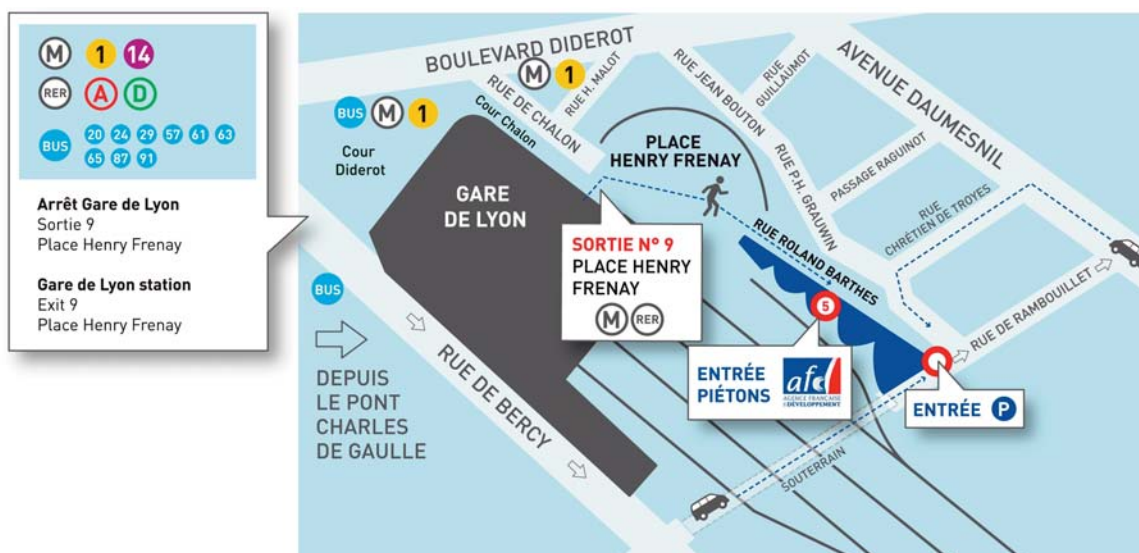 M 1 14
RER A D
BUS 20 24 29 57 61 63
65 87 91
Arrêt Gare de Lyon
Sortie 9
Place Henry Frenay
Gare de Lyon station
Exit 9
Place Henry Frenay
BOULEVARD DIDEROT
M 1
BUS M 1
Cour
Diderot
Cour Chalon
RUE DE CHALON
RUE H. MALOT
RUE JEAN BOUTON
RUE
GUILLAUMOT
AVENUE DAUMESNIL
PLACE
HENRY FRENAY
RUE P.H. GRAUWIN
PASSAGE RAGUINOT
RUE
CHRÉTIEN DE TROYES
GARE
DE LYON
RUE ROLAND BARTHES
RUE DE RAMBOUILLET
SORTIE N° 9
PLACE HENRY
FRENAY
M RER
5
ENTRÉE
PIÉTONS
afd
AGENCE FRANÇAISE
DE DÉVELOPPEMENT
ENTRÉE P
BUS
DEPUIS
LE PONT
CHARLES
DE GAULLE
RUE DE BERCY
SOUTERRAIN